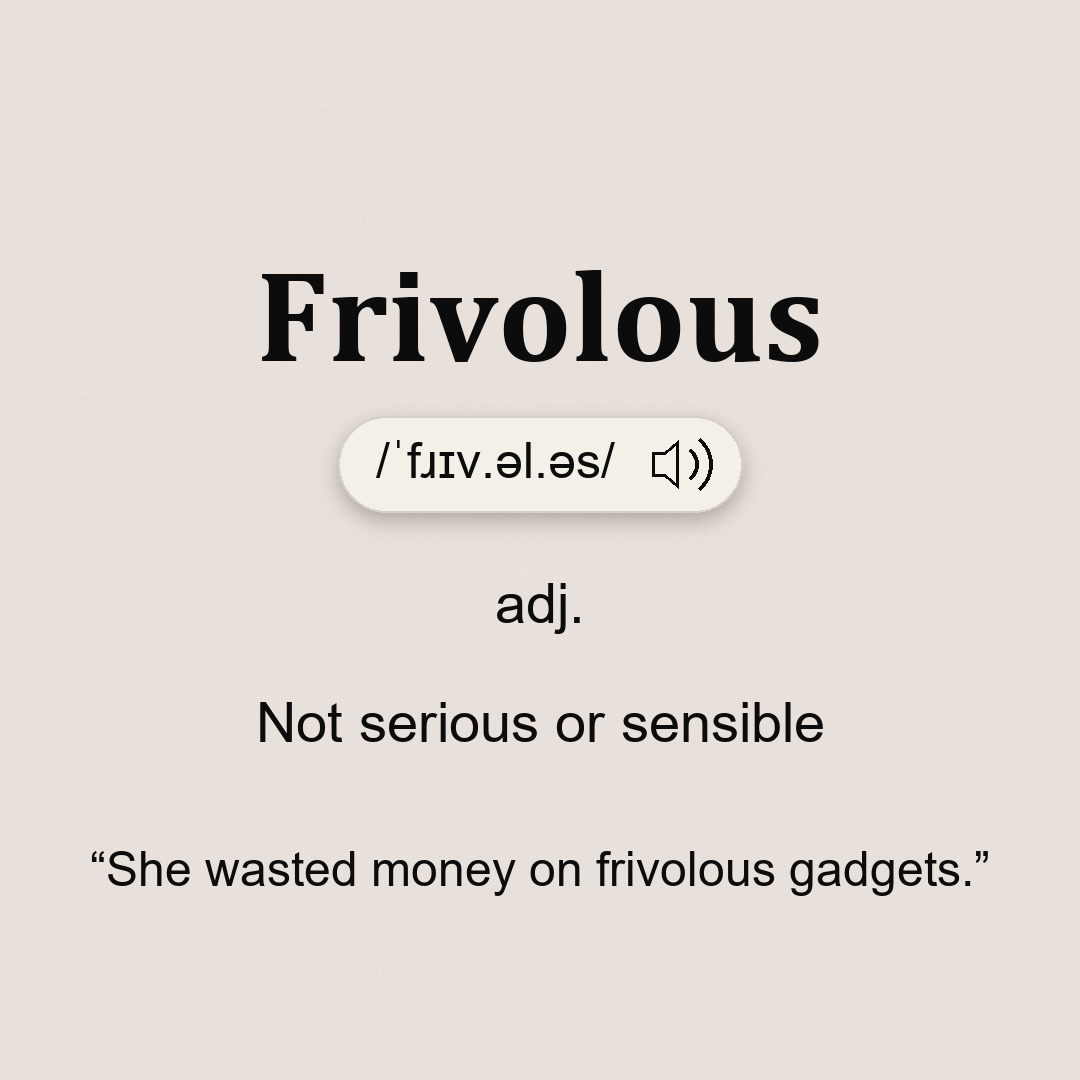 Frivolous
/ˈfɹɪv.əl.əs/
adj.
Not serious or sensible
“She wasted money on frivolous gadgets.”